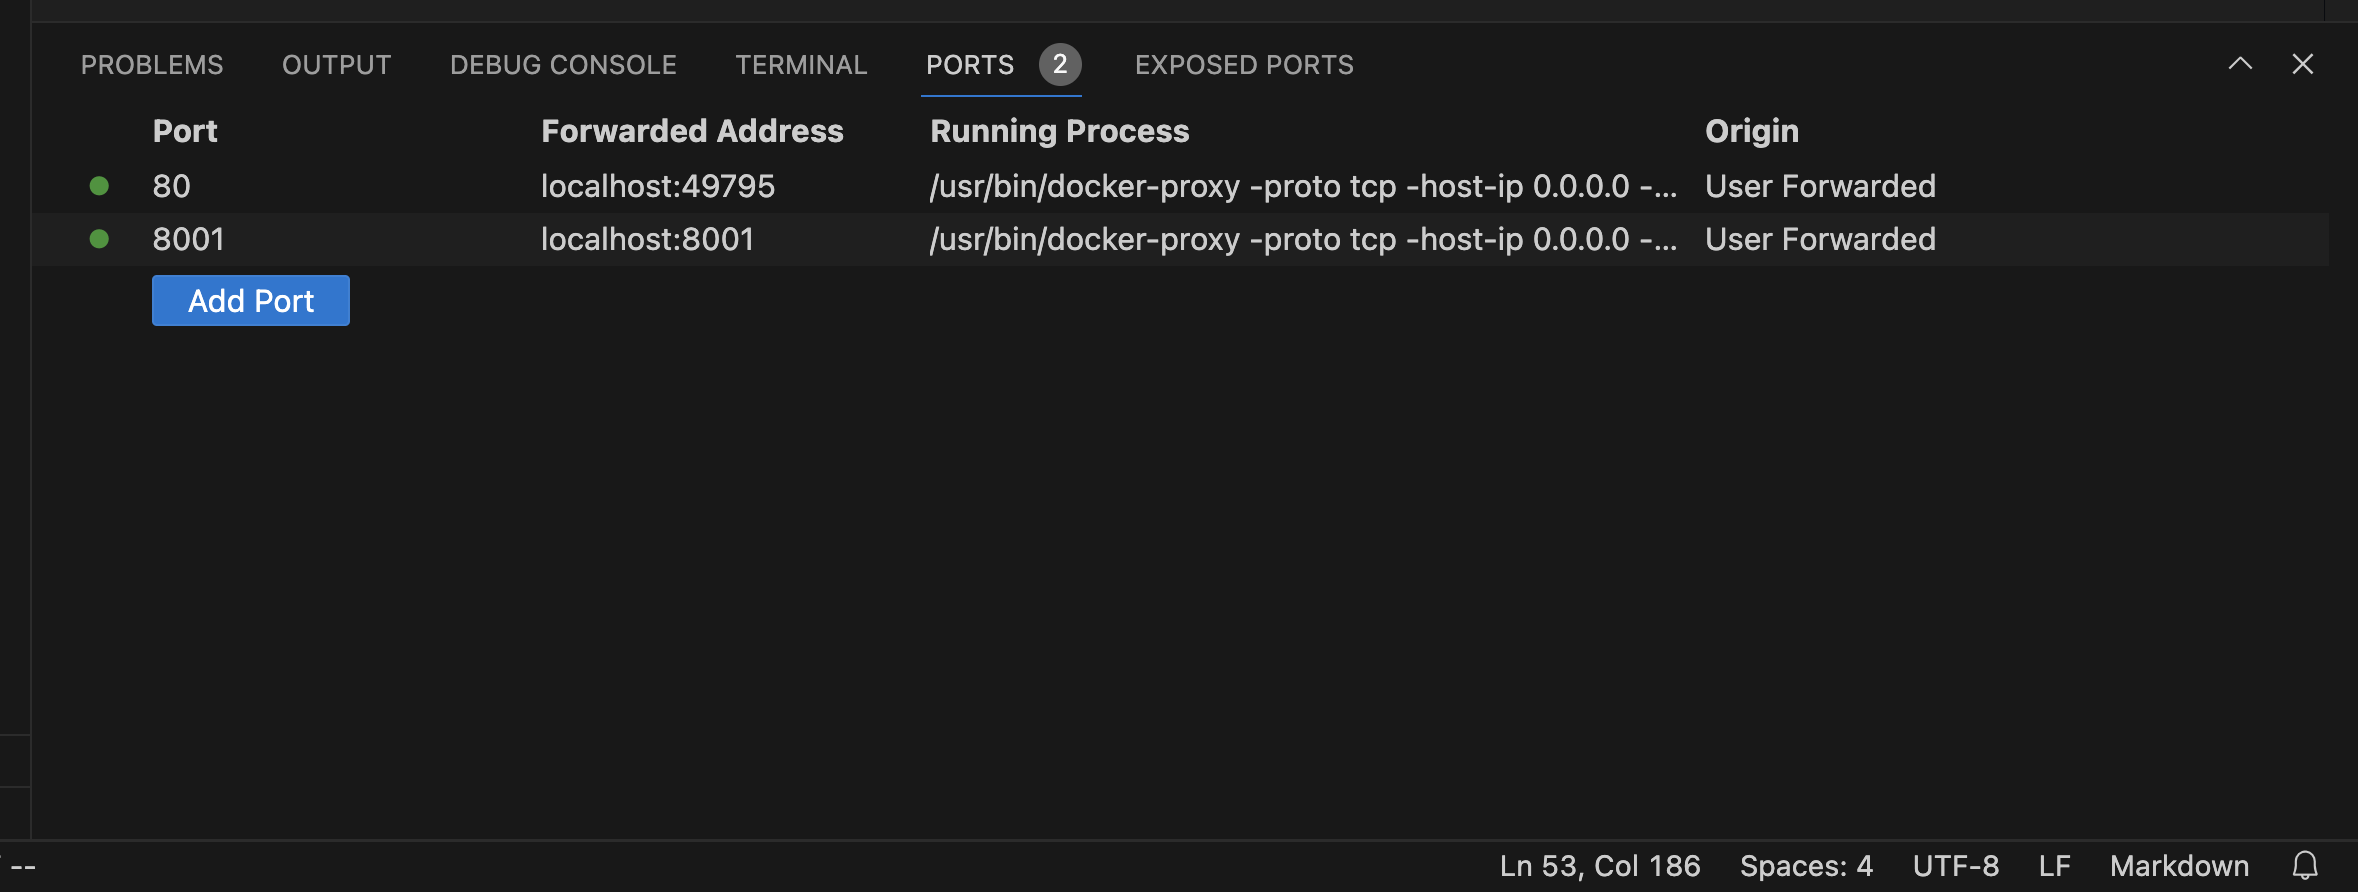 PROBLEMS OUTPUT DEBUG CONSOLE TERMINAL PORTS 2 EXPOSED PORTS
Port Forwarded Address Running Process Origin
80 localhost:49795 /usr/bin/docker-proxy -proto tcp -host-ip 0.0.0.0 -... User Forwarded
8001 localhost:8001 /usr/bin/docker-proxy -proto tcp -host-ip 0.0.0.0 -... User Forwarded
Add Port
-- Ln 53, Col 186 Spaces: 4 UTF-8 LF Markdown